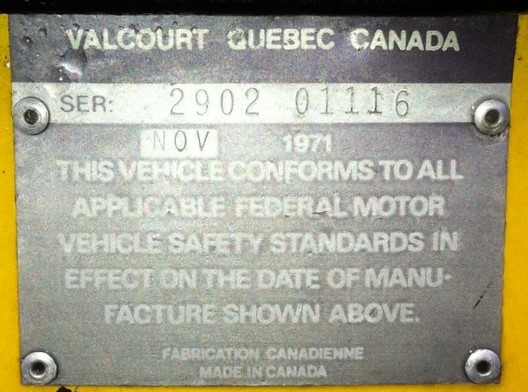 VALCOURT QUEBEC CANADA
SER: 2902 01116
NOV 1971
THIS VEHICLE CONFORMS TO ALL
APPLICABLE FEDERAL MOTOR
VEHICLE SAFETY STANDARDS IN
EFFECT ON THE DATE OF MANU-
FACTURE SHOWN ABOVE.
FABRICATION CANADIENNE
MADE IN CANADA